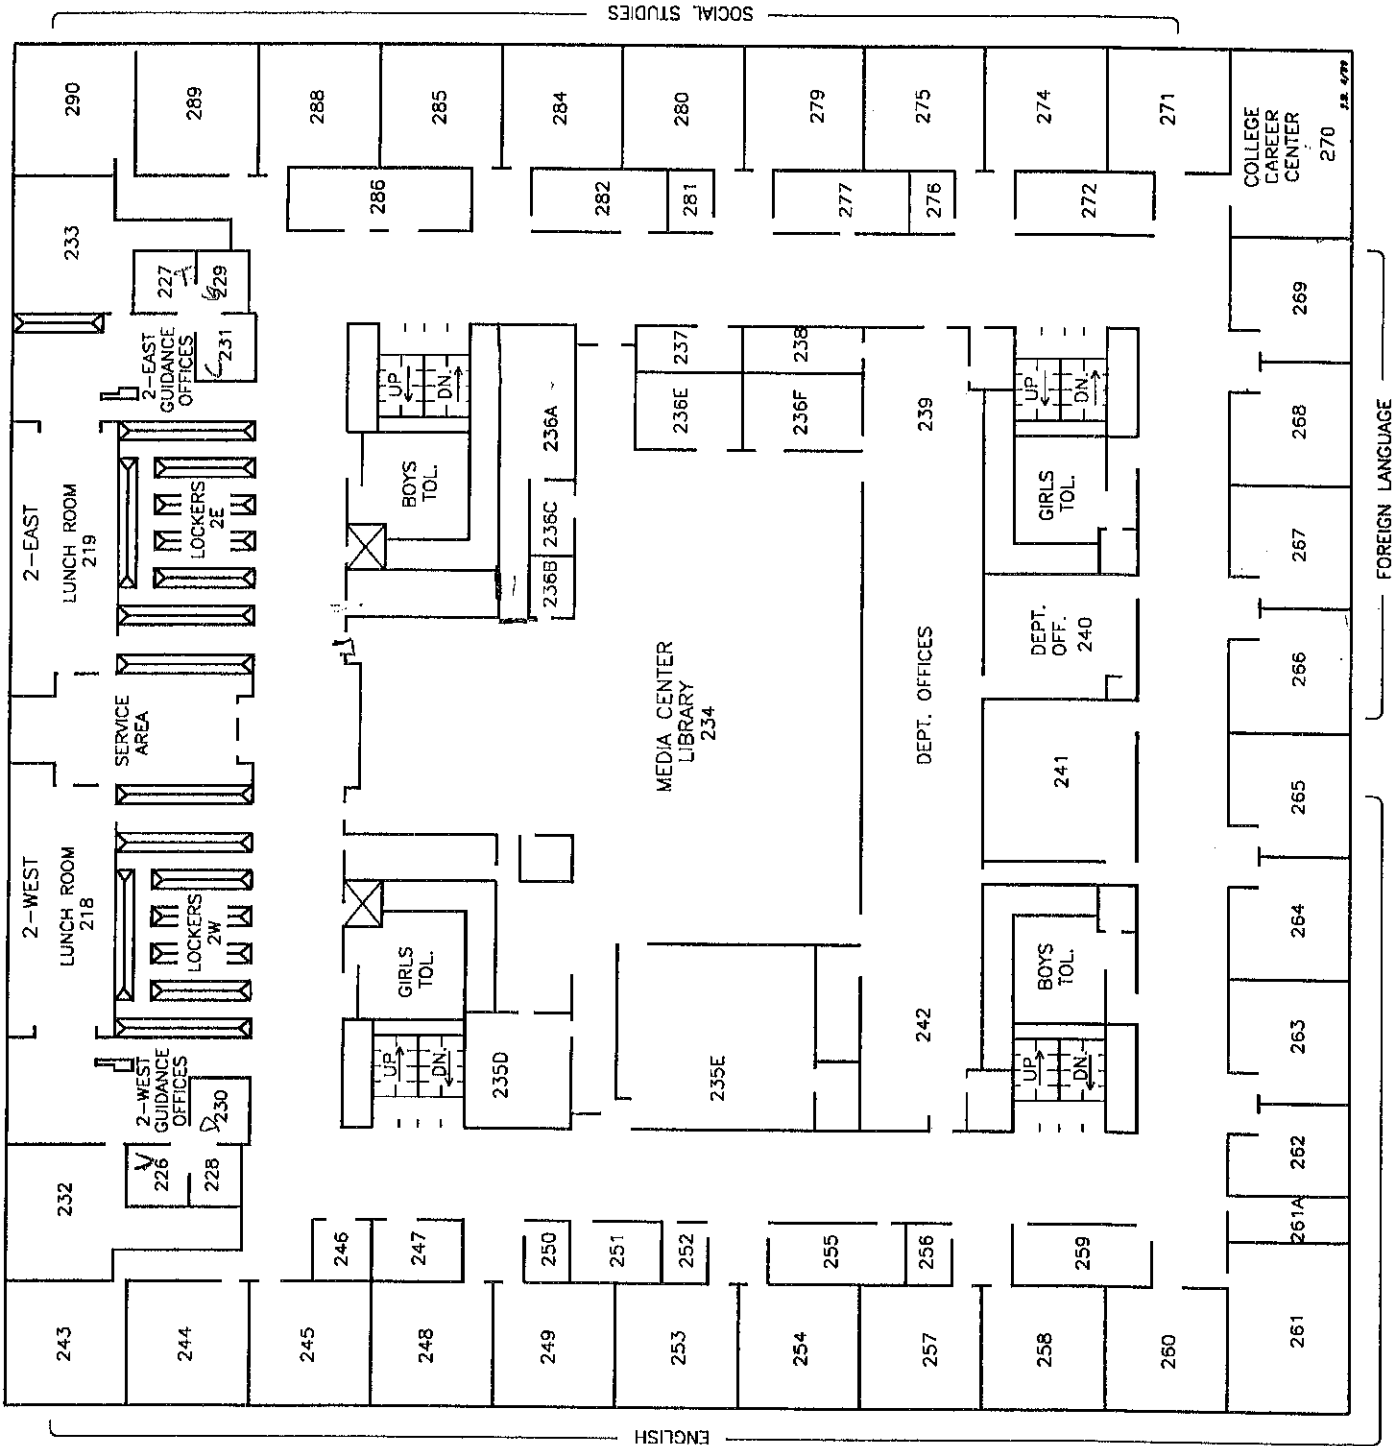 SOCIAL STUDIES
290
289
288
285
284
280
279
275
274
271
COLLEGE
CAREER
CENTER
270
286
282
281
277
276
272
233
227
229
231
2-EAST
GUIDANCE
OFFICES
2-EAST
LUNCH ROOM
219
LOCKERS
2E
SERVICE
AREA
2-WEST
LUNCH ROOM
218
LOCKERS
2W
2-WEST
GUIDANCE
OFFICES
230
226
228
232
UP
DN.
BOYS
TOL.
236A
236C
236B
237
238
236E
236F
239
UP
DN.
GIRLS
TOL.
MEDIA CENTER
LIBRARY
234
DEPT. OFFICES
DEPT.
OFF.
240
241
GIRLS
TOL.
UP
DN.
235D
235E
242
BOYS
TOL.
UP
DN.
269
268
267
266
265
264
263
262
261A
261
FOREIGN LANGUAGE
246
247
250
251
252
255
256
259
243
244
245
248
249
253
254
257
258
260
ENGLISH